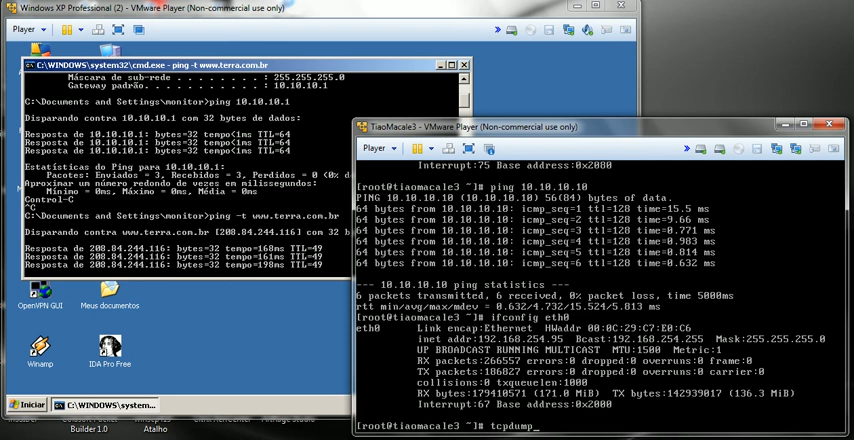 Windows XP Professional (2) - VMware Player (Non-commercial use only)
Player
C:\WINDOWS\system32\cmd.exe - ping -t www.terra.com.br
Máscara de sub-rede . . . . . . . . . : 255.255.255.0
Gateway padrão. . . . . . . . . . . : 10.10.10.1
C:\Documents and Settings\monitor>ping 10.10.10.1
Disparando contra 10.10.10.1 com 32 bytes de dados:
Resposta de 10.10.10.1: bytes=32 tempo<1ms TTL=64
Resposta de 10.10.10.1: bytes=32 tempo<1ms TTL=64
Resposta de 10.10.10.1: bytes=32 tempo<1ms TTL=64
Estatísticas do Ping para 10.10.10.1:
Pacotes: Enviados = 3, Recebidos = 3, Perdidos = 0 (0% de
Aproximar um número redondo de vezes em milissegundos:
Mínimo = 0ms, Máximo = 0ms, Média = 0ms
Control-C
^C
C:\Documents and Settings\monitor>ping -t www.terra.com.br
Disparando contra www.terra.com.br [208.84.244.116] com 32 b
Resposta de 208.84.244.116: bytes=32 tempo=168ms TTL=49
Resposta de 208.84.244.116: bytes=32 tempo=161ms TTL=49
Resposta de 208.84.244.116: bytes=32 tempo=198ms TTL=49
OpenVPN GUI
Meus documentos
Winamp
IDA Pro Free
Iniciar
C:\WINDOWS\system...
Builder 1.0
Atalho
TiaoMacale3 - VMware Player (Non-commercial use only)
Player
Interrupt:75 Base address:0x2080
[root@tiaomacale3 ~]# ping 10.10.10.10
PING 10.10.10.10 (10.10.10.10) 56(84) bytes of data.
64 bytes from 10.10.10.10: icmp_seq=1 ttl=128 time=15.5 ms
64 bytes from 10.10.10.10: icmp_seq=2 ttl=128 time=9.66 ms
64 bytes from 10.10.10.10: icmp_seq=3 ttl=128 time=0.771 ms
64 bytes from 10.10.10.10: icmp_seq=4 ttl=128 time=0.983 ms
64 bytes from 10.10.10.10: icmp_seq=5 ttl=128 time=0.814 ms
64 bytes from 10.10.10.10: icmp_seq=6 ttl=128 time=0.632 ms
--- 10.10.10.10 ping statistics ---
6 packets transmitted, 6 received, 0% packet loss, time 5000ms
rtt min/avg/max/mdev = 0.632/4.732/15.524/5.813 ms
[root@tiaomacale3 ~]# ifconfig eth0
eth0 Link encap:Ethernet HWaddr 00:0C:29:C7:E0:C6
inet addr:192.168.254.95 Bcast:192.168.254.255 Mask:255.255.255.0
UP BROADCAST RUNNING MULTICAST MTU:1500 Metric:1
RX packets:266557 errors:0 dropped:0 overruns:0 frame:0
TX packets:186827 errors:0 dropped:0 overruns:0 carrier:0
collisions:0 txqueuelen:1000
RX bytes:179410571 (171.0 MiB) TX bytes:142939017 (136.3 MiB)
Interrupt:67 Base address:0x2000
[root@tiaomacale3 ~]# tcpdump_